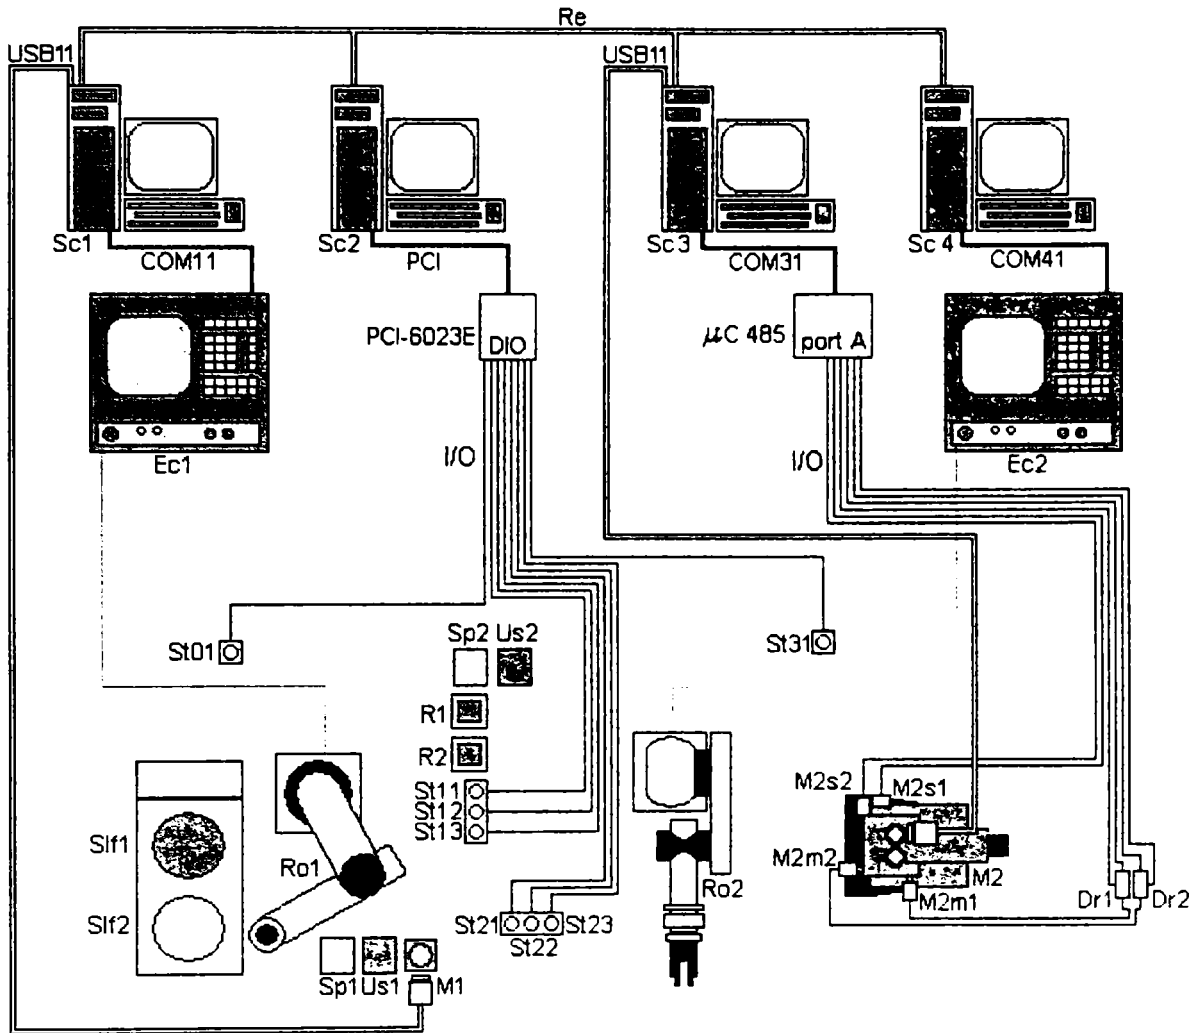 Re
USB11
USB11
Sc1
Sc2
Sc3
Sc4
COM11
PCI
COM31
COM41
PCI-6023E
DIO
μC 485
port A
Ec1
I/O
I/O
Ec2
St01
Sp2
Us2
St31
R1
R2
St11
St12
St13
Slf1
Slf2
Ro1
Ro2
St21
St22
St23
Sp1
Us1
M1
M2s2
M2s1
M2m2
M2
M2m1
Dr1
Dr2